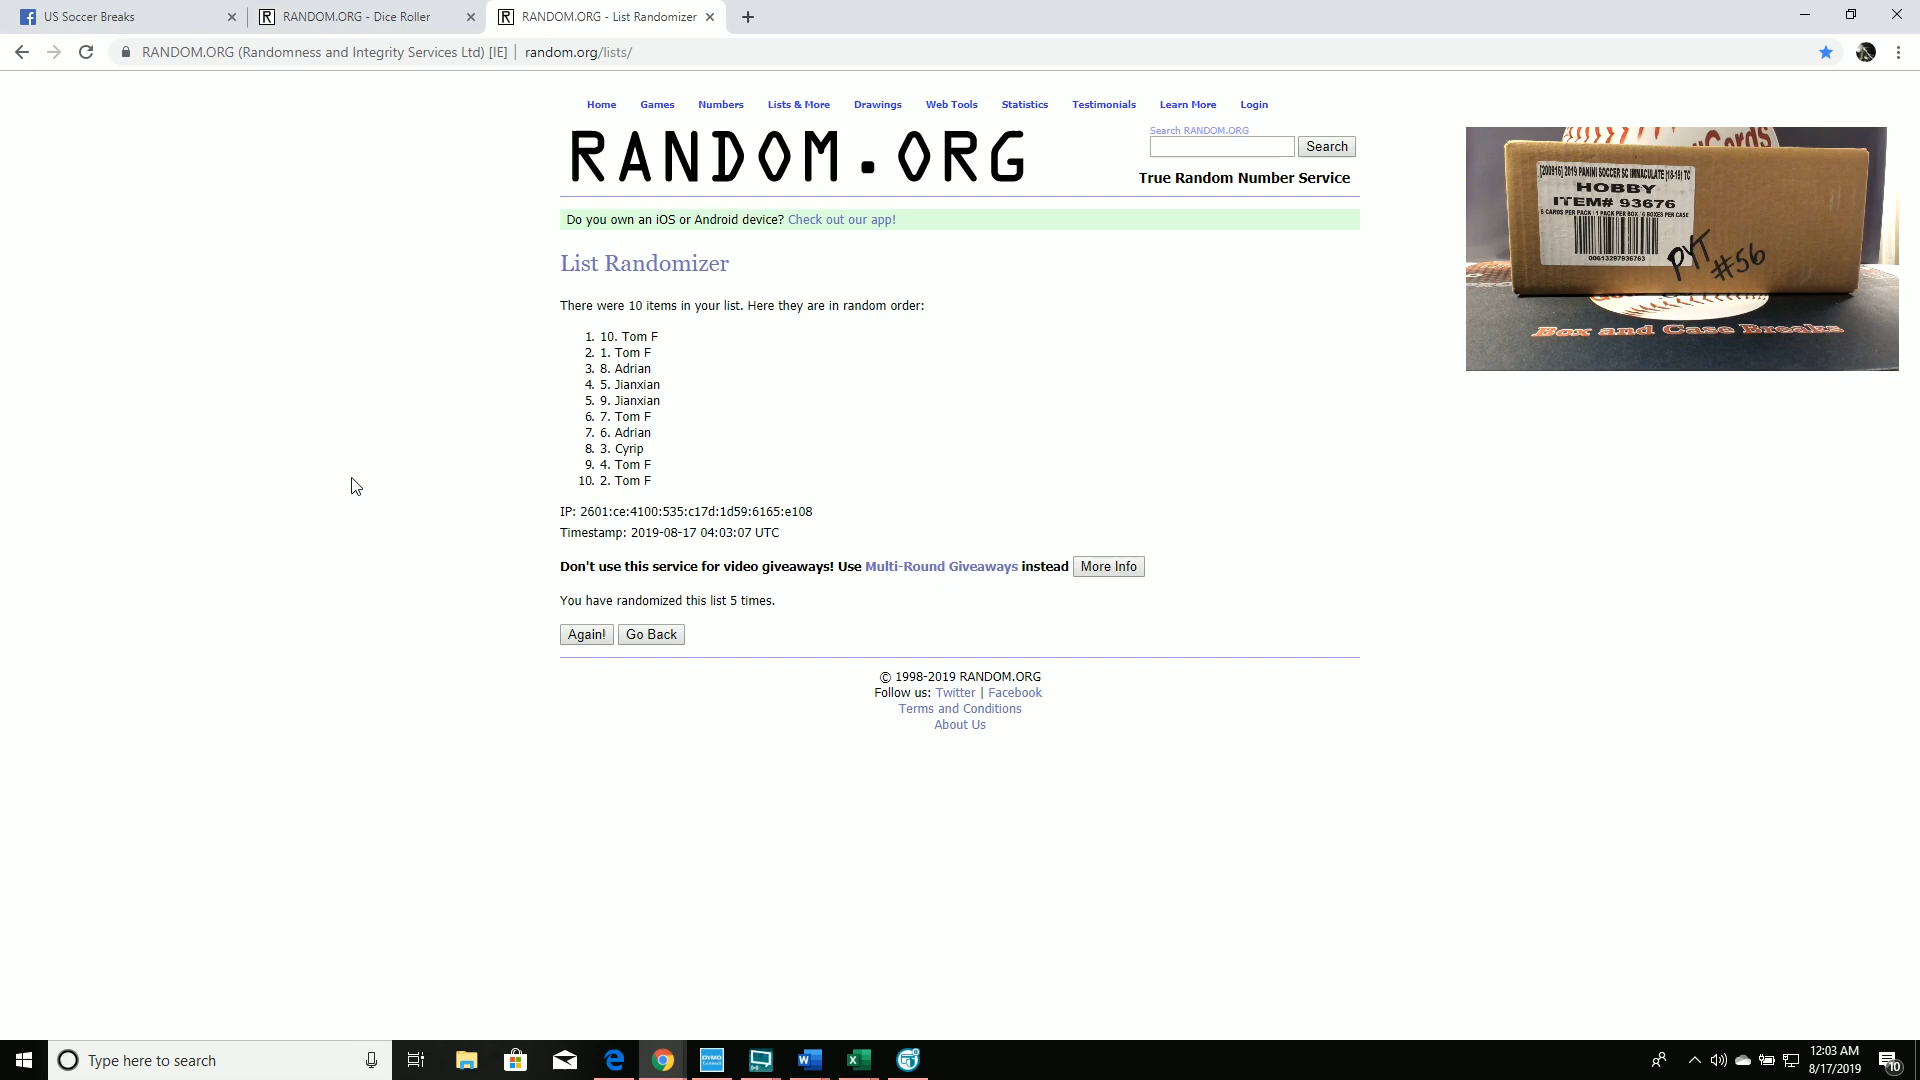 US Soccer Breaks
RANDOM.ORG - Dice Roller
RANDOM.ORG - List Randomizer
RANDOM.ORG (Randomness and Integrity Services Ltd) [IE] | random.org/lists/
Home Games Numbers Lists & More Drawings Web Tools Statistics Testimonials Learn More Login
RANDOM.ORG
Search RANDOM.ORG
Search
True Random Number Service
Do you own an iOS or Android device? Check out our app!
List Randomizer
There were 10 items in your list. Here they are in random order:
1. 10. Tom F
2. 1. Tom F
3. 8. Adrian
4. 5. Jianxian
5. 9. Jianxian
6. 7. Tom F
7. 6. Adrian
8. 3. Cyrip
9. 4. Tom F
10. 2. Tom F
IP: 2601:ce:4100:535:c17d:1d59:6165:e108
Timestamp: 2019-08-17 04:03:07 UTC
Don't use this service for video giveaways! Use Multi-Round Giveaways instead More Info
You have randomized this list 5 times.
Again! Go Back
© 1998-2019 RANDOM.ORG
Follow us: Twitter | Facebook
Terms and Conditions
About Us
Cards
[200916] 2019 PANINI SOCCER SC IMMACULATE (18-19) TC
HOBBY
ITEM# 93676
6 CARDS PER PACK / 1 PACK PER BOX / 6 BOXES PER CASE
00613297936763
PYT
#56
Box and Case Breaks
Type here to search
12:03 AM
8/17/2019
10